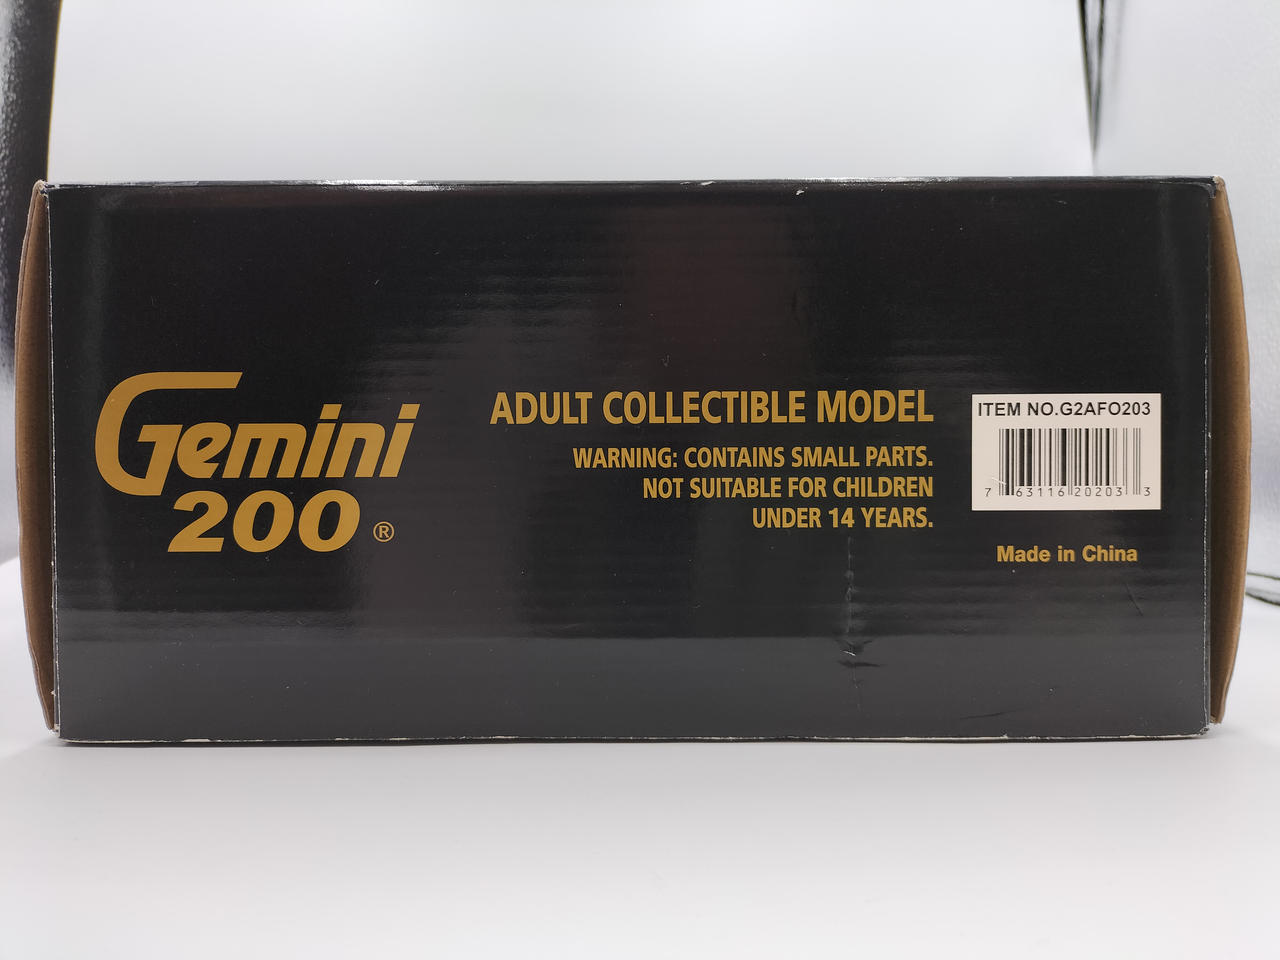 Gemini
200®
ADULT COLLECTIBLE MODEL
WARNING: CONTAINS SMALL PARTS.
NOT SUITABLE FOR CHILDREN
UNDER 14 YEARS.
ITEM NO.G2AFO203
7 63116 20203 3
Made in China